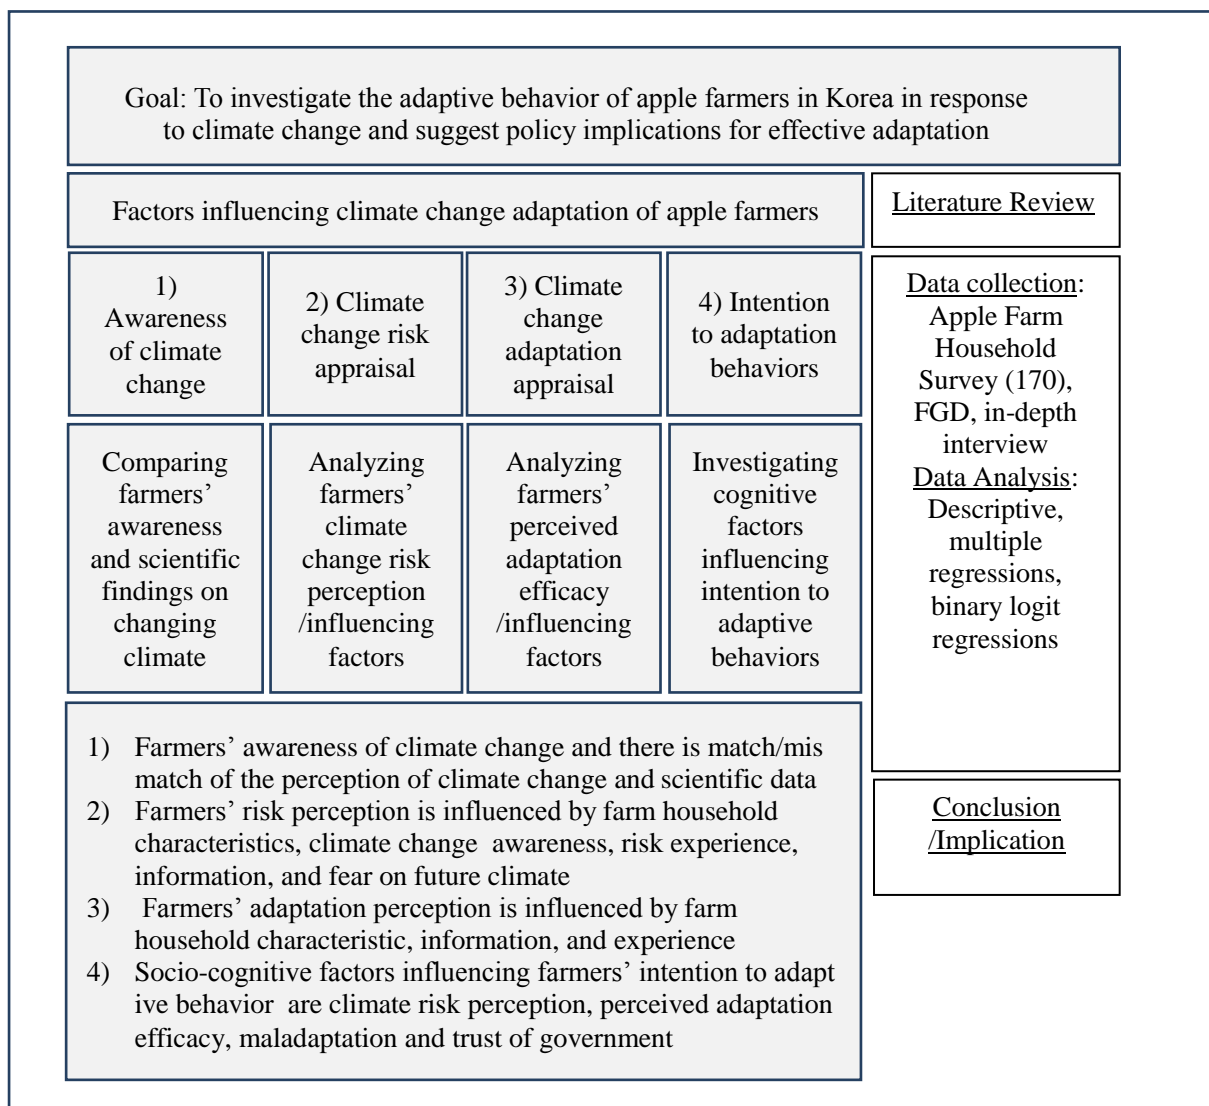 Goal: To investigate the adaptive behavior of apple farmers in Korea in response
to climate change and suggest policy implications for effective adaptation
Factors influencing climate change adaptation of apple farmers
Literature Review
1)
Awareness
of climate
change
2) Climate
change risk
appraisal
3) Climate
change
adaptation
appraisal
4) Intention
to adaptation
behaviors
Data collection:
Apple Farm
Household
Survey (170),
FGD, in-depth
interview
Data Analysis:
Descriptive,
multiple
regressions,
binary logit
regressions
Comparing
farmers’
awareness
and scientific
findings on
changing
climate
Analyzing
farmers’
climate
change risk
perception
/influencing
factors
Analyzing
farmers’
perceived
adaptation
efficacy
/influencing
factors
Investigating
cognitive
factors
influencing
intention to
adaptive
behaviors
1) Farmers’ awareness of climate change and there is match/mis
match of the perception of climate change and scientific data
2) Farmers’ risk perception is influenced by farm household
characteristics, climate change awareness, risk experience,
information, and fear on future climate
3) Farmers’ adaptation perception is influenced by farm
household characteristic, information, and experience
4) Socio-cognitive factors influencing farmers’ intention to adapt
ive behavior are climate risk perception, perceived adaptation
efficacy, maladaptation and trust of government
Conclusion
/Implication